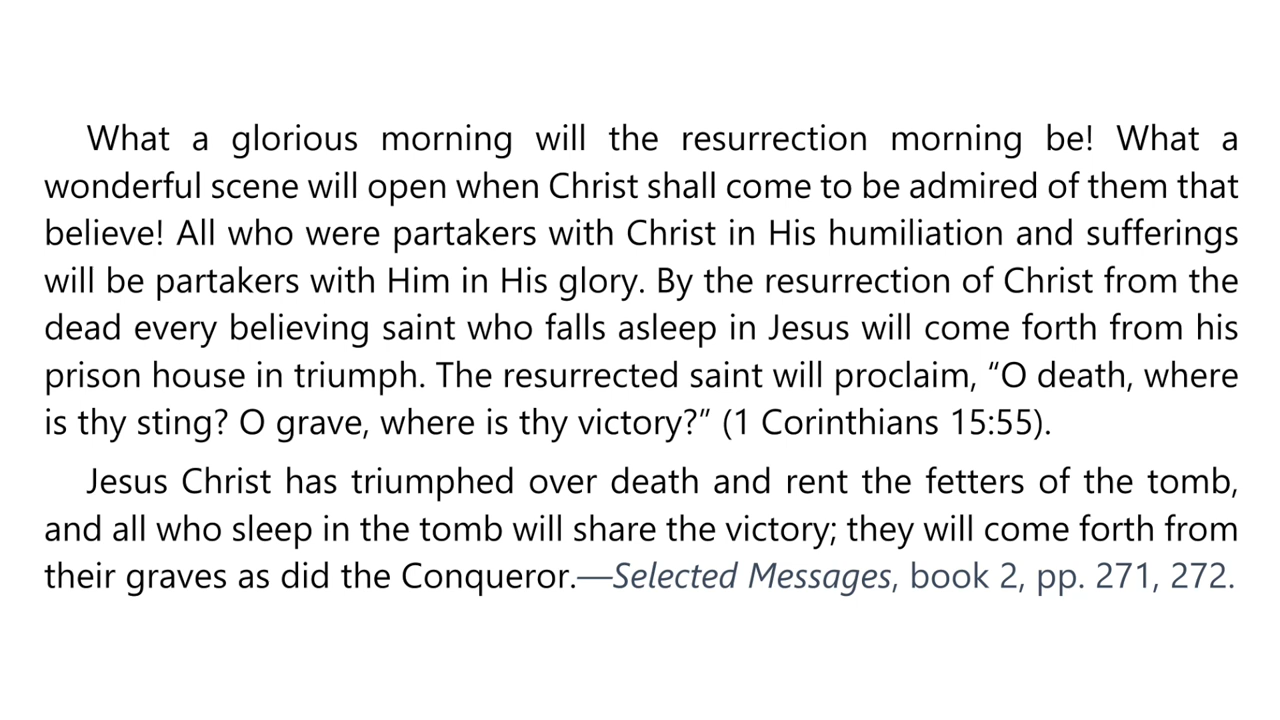 What a glorious morning will the resurrection morning be! What a
wonderful scene will open when Christ shall come to be admired of them that
believe! All who were partakers with Christ in His humiliation and sufferings
will be partakers with Him in His glory. By the resurrection of Christ from the
dead every believing saint who falls asleep in Jesus will come forth from his
prison house in triumph. The resurrected saint will proclaim, “O death, where
is thy sting? O grave, where is thy victory?” (1 Corinthians 15:55).
Jesus Christ has triumphed over death and rent the fetters of the tomb,
and all who sleep in the tomb will share the victory; they will come forth from
their graves as did the Conqueror.—Selected Messages, book 2, pp. 271, 272.